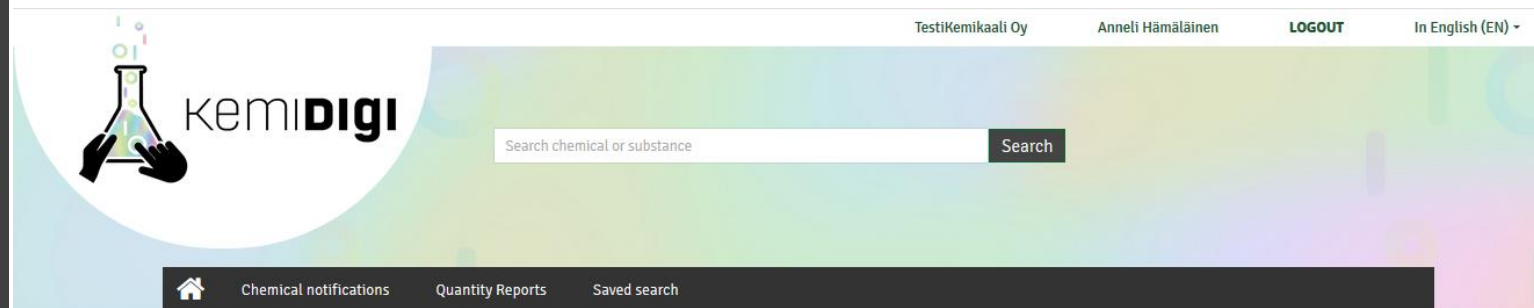 TestiKemikaali Oy Anneli Hämäläinen LOGOUT In English (EN)
KemiDIGI
Search chemical or substance Search
Chemical notifications Quantity Reports Saved search